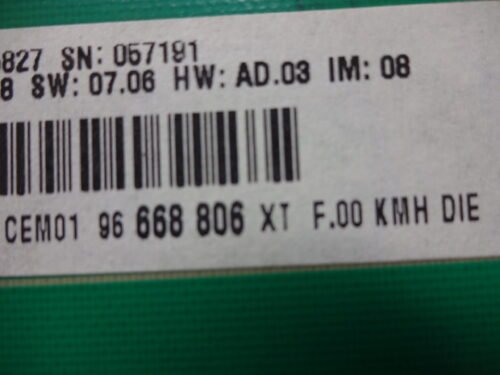 827 SN: 057191
8 SW: 07.06 HW: AD.03 IM: 08
CEM01 96 668 806 XT F.00 KMH DIE